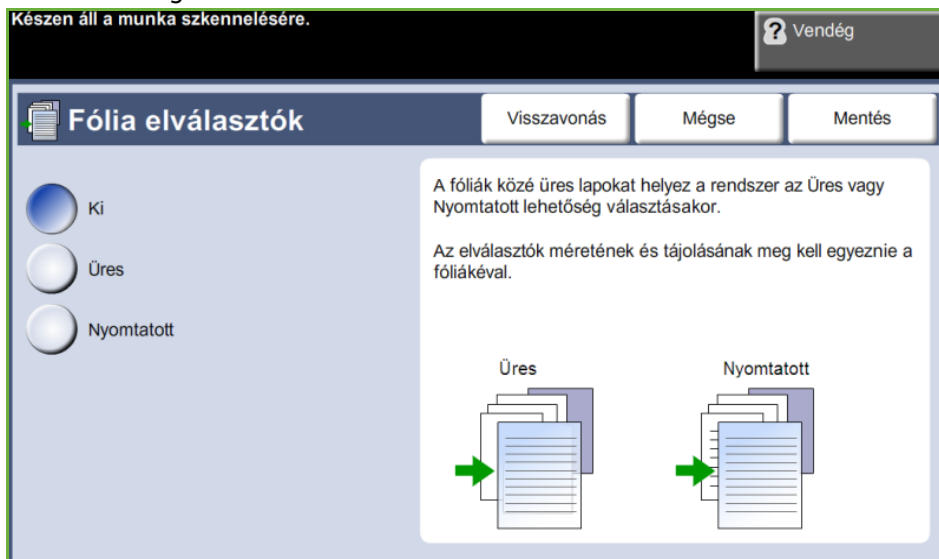 Készen áll a munka szkennelésére.
? Vendég
Fólia elválasztók
Visszavonás
Mégse
Mentés
Ki
Üres
Nyomtatott
A fóliák közé üres lapokat helyez a rendszer az Üres vagy
Nyomtatott lehetőség választásakor.
Az elválasztók méretének és tájolásának meg kell egyeznie a
fóliákéval.
Üres
Nyomtatott